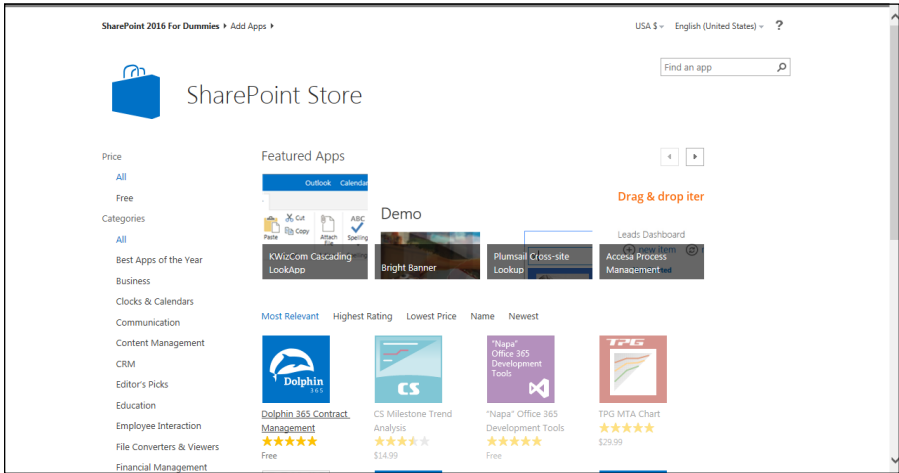 SharePoint 2016 For Dummies Add Apps
USA $ English (United States) ?
Find an app
SharePoint Store
Price
All
Free
Categories
All
Best Apps of the Year
Business
Clocks & Calendars
Communication
Content Management
CRM
Editor's Picks
Education
Employee Interaction
File Converters & Viewers
Financial Management
Featured Apps
Outlook Calendar
Cut
Copy
Paste
Attach
File
ABC
Spelling
KWizCom Cascading
LookApp
Demo
Bright Banner
Plumsail Cross-site
Lookup
Drag & drop iter
Leads Dashboard
new item
Accesa Process
Management
Most Relevant Highest Rating Lowest Price Name Newest
Dolphin
365
Dolphin 365 Contract
Management
Free
CS
CS Milestone Trend
Analysis
$14.99
"Napa"
Office 365
Development
Tools
"Napa" Office 365
Development Tools
Free
TPG
TPG MTA Chart
$29.99